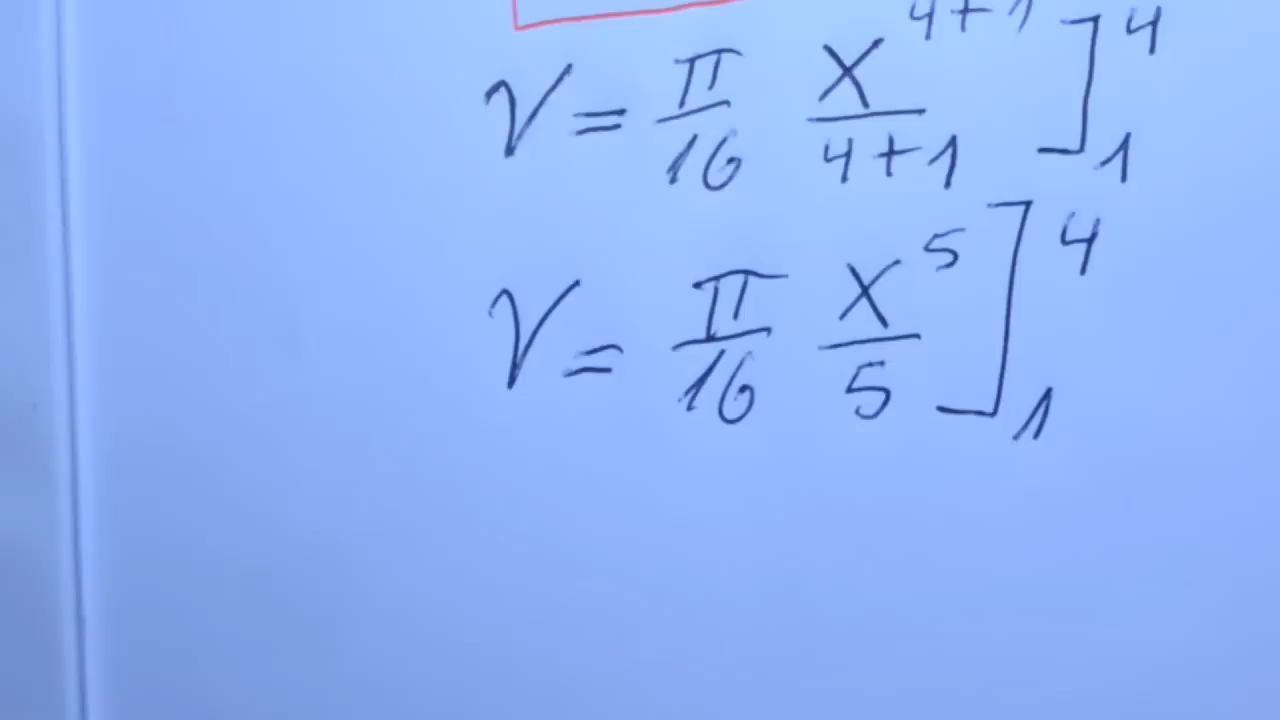 V = π/16 x^(4+1)/(4+1) ]₁⁴
V = π/16 x⁵/5 ]₁⁴